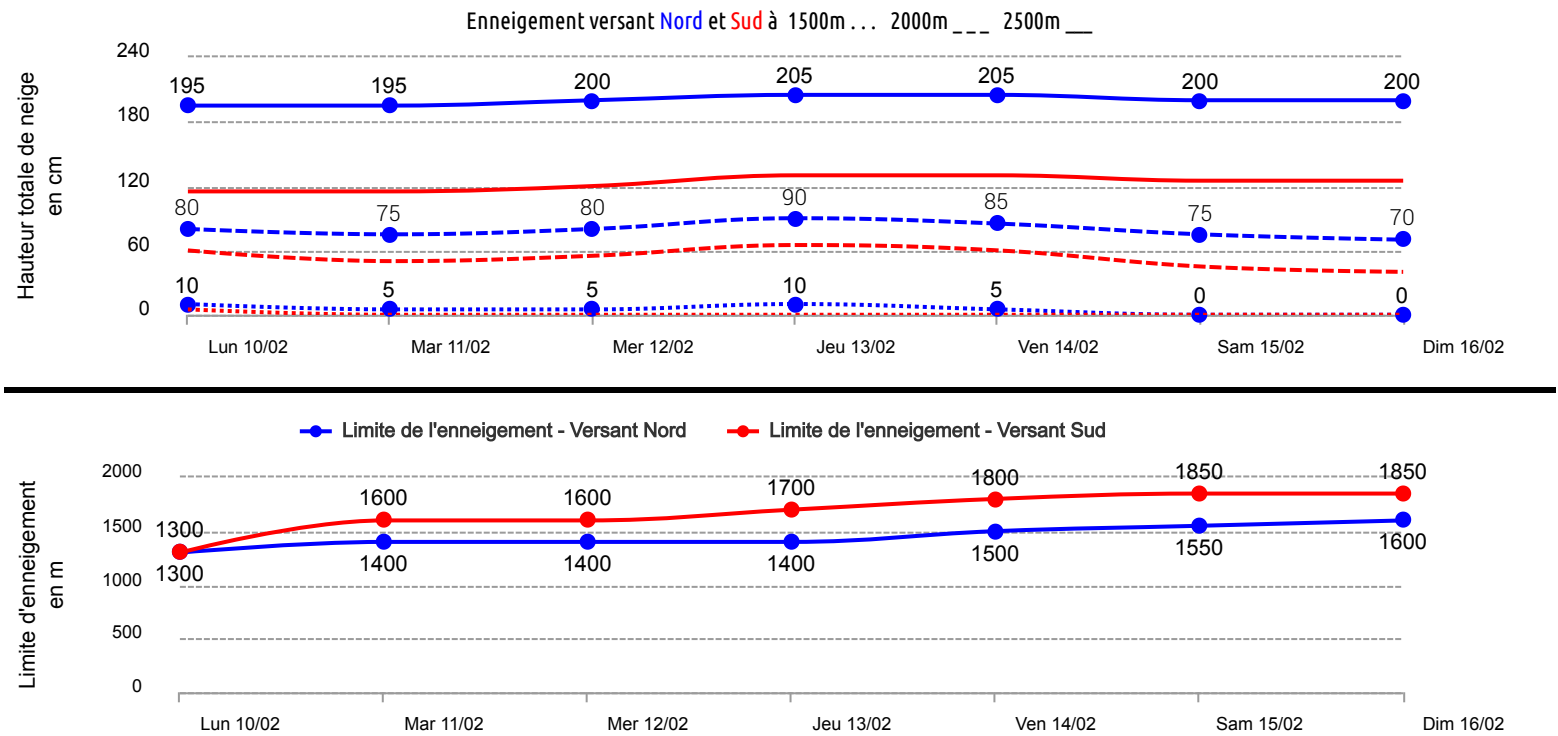 Enneigement versant Nord et Sud à 1500m . . . 2000m _ _ _ 2500m __
Hauteur totale de neige
en cm
240
180
120
60
0
195 195 200 205 205 200 200
80 75 80 90 85 75 70
10 5 5 10 5 0 0
Lun 10/02 Mar 11/02 Mer 12/02 Jeu 13/02 Ven 14/02 Sam 15/02 Dim 16/02
Limite de l'enneigement - Versant Nord Limite de l'enneigement - Versant Sud
Limite d'enneigement
en m
2000
1500
1000
500
0
1300 1600 1600 1700 1800 1850 1850
1300 1400 1400 1400 1500 1550 1600
Lun 10/02 Mar 11/02 Mer 12/02 Jeu 13/02 Ven 14/02 Sam 15/02 Dim 16/02